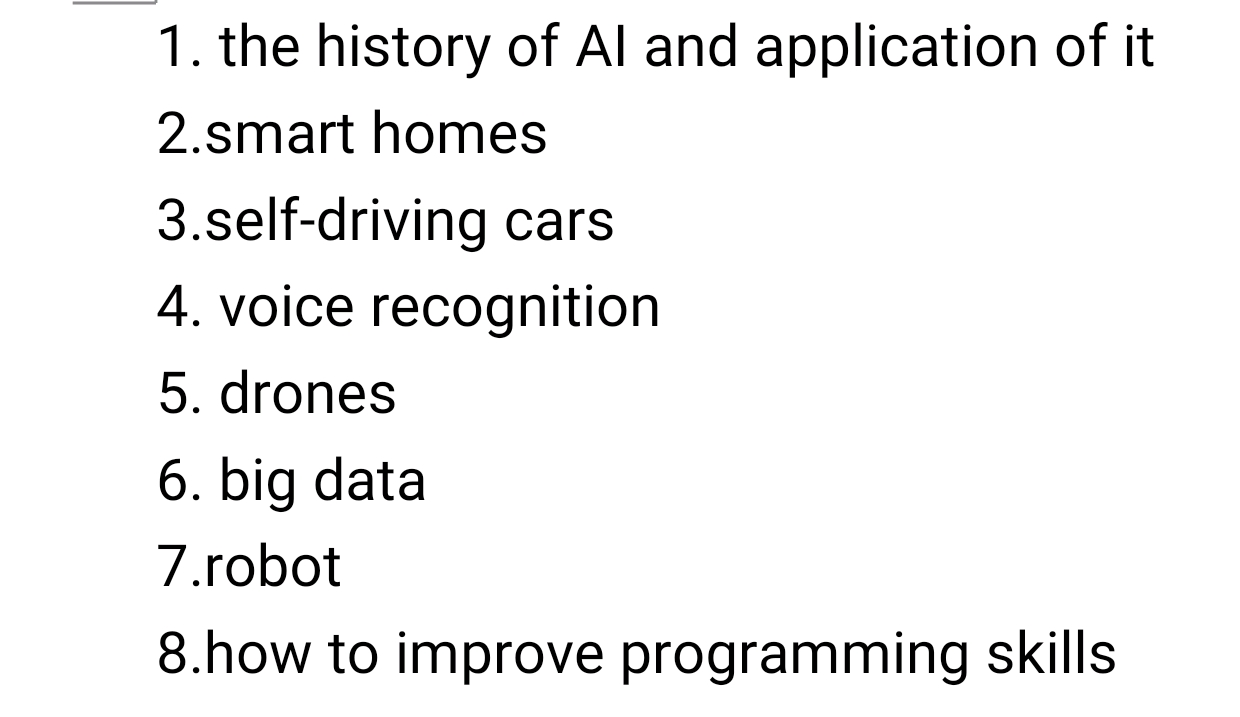 1. the history of AI and application of it
2.smart homes
3.self-driving cars
4. voice recognition
5. drones
6. big data
7.robot
8.how to improve programming skills